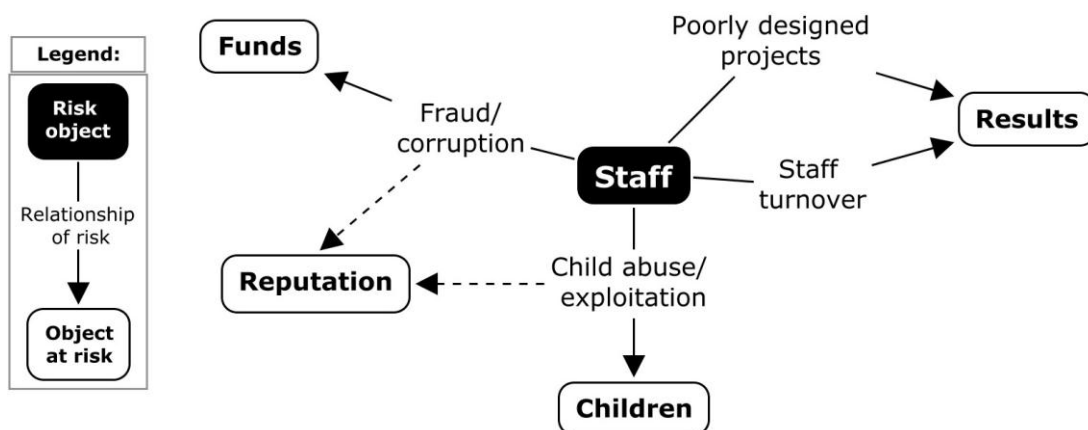 Legend:
Risk
object
Relationship
of risk
Object
at risk
Funds
Fraud/
corruption
Reputation
Staff
Poorly designed
projects
Results
Staff
turnover
Child abuse/
exploitation
Children